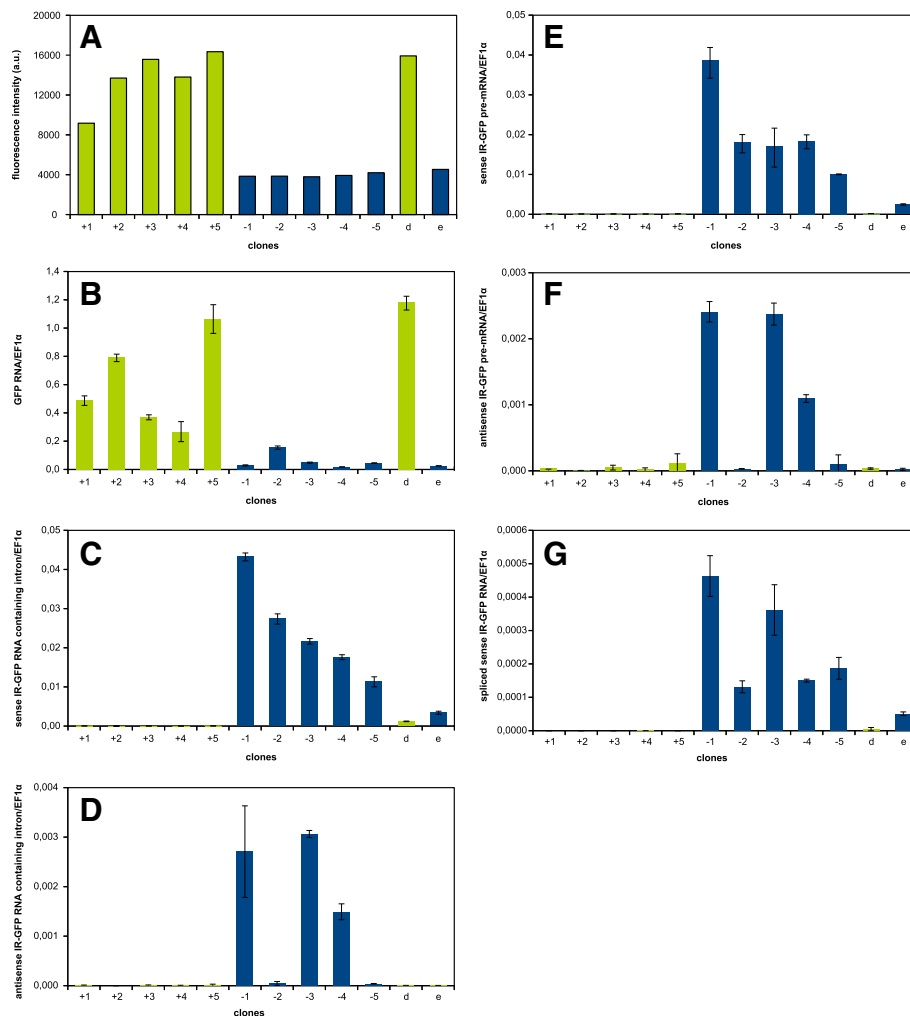 A
fluorescence intensity (a.u.)
20000
16000
12000
8000
4000
0
+1 +2 +3 +4 +5 -1 -2 -3 -4 -5 d e
clones
B
GFP RNA/EF1α
1,4
1,2
1,0
0,8
0,6
0,4
0,2
0,0
+1 +2 +3 +4 +5 -1 -2 -3 -4 -5 d e
clones
C
sense IR-GFP RNA containing intron/EF1α
0,05
0,04
0,03
0,02
0,01
0,00
+1 +2 +3 +4 +5 -1 -2 -3 -4 -5 d e
clones
D
antisense IR-GFP RNA containing intron/EF1α
0,004
0,003
0,002
0,001
0,000
+1 +2 +3 +4 +5 -1 -2 -3 -4 -5 d e
clones
E
sense IR-GFP pre-mRNA/EF1α
0,05
0,04
0,03
0,02
0,01
0,00
+1 +2 +3 +4 +5 -1 -2 -3 -4 -5 d e
clones
F
antisense IR-GFP pre-mRNA/EF1α
0,003
0,002
0,001
0,000
+1 +2 +3 +4 +5 -1 -2 -3 -4 -5 d e
clones
G
spliced sense IR-GFP RNA/EF1α
0,0006
0,0005
0,0004
0,0003
0,0002
0,0001
0,0000
+1 +2 +3 +4 +5 -1 -2 -3 -4 -5 d e
clones